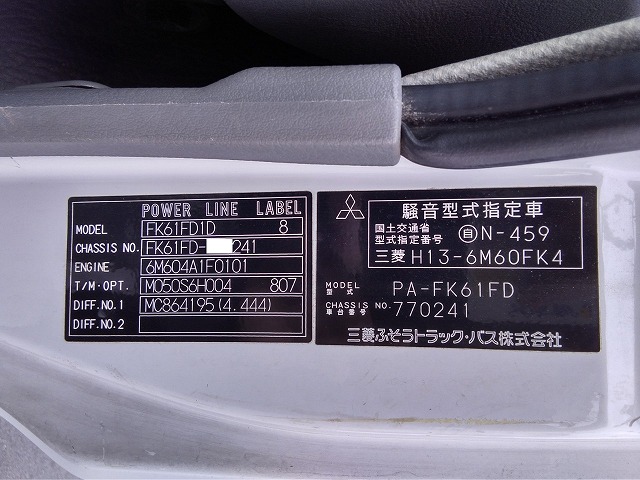 POWER LINE LABEL
MODEL FK61FD1D 8
CHASSIS NO. FK61FD- 241
ENGINE 6M604A1F0101
T/M・OPT. M050S6H004 807
DIFF.NO.1 MC864195(4.444)
DIFF.NO.2
騒音型式指定車
国土交通省
型式指定番号 自N-459
三菱 H13-6M60FK4
MODEL
型式 PA-FK61FD
CHASSIS NO.
車台番号 770241
三菱ふそうトラック・バス株式会社